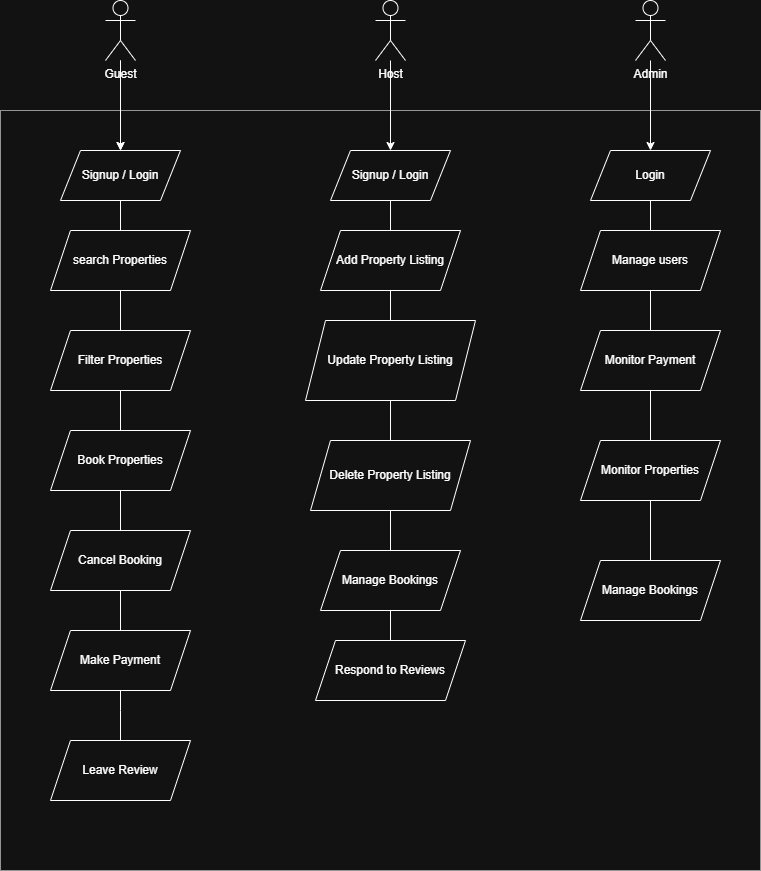 Guest
Host
Admin
Signup / Login
Signup / Login
Login
search Properties
Add Property Listing
Manage users
Filter Properties
Update Property Listing
Monitor Payment
Book Properties
Delete Property Listing
Monitor Properties
Cancel Booking
Manage Bookings
Manage Bookings
Make Payment
Respond to Reviews
Leave Review